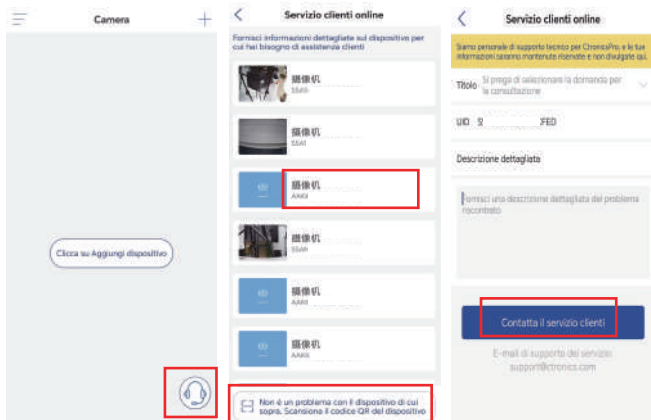 Camera
Clicca su Aggiungi dispositivo
Servizio clienti online
Fornisci informazioni dettagliate sul dispositivo per
cui hai bisogno di assistenza clienti
摄像机
摄像机
摄像机
摄像机
摄像机
摄像机
Non è un problema con il dispositivo di cui
sopra. Scansiona il codice QR del dispositivo
Servizio clienti online
Siamo personale di supporto tecnico per CtronicsPro, e le tue
informazioni saranno mantenute riservate e non divulgate qui.
Titolo Si prega di selezionare la domanda per
la consultazione
UID FED
Descrizione dettagliata
Fornisci una descrizione dettagliata del problema
riscontrato
Contatta il servizio clienti
E-mail di supporto del servizio:
support@ctronics.com